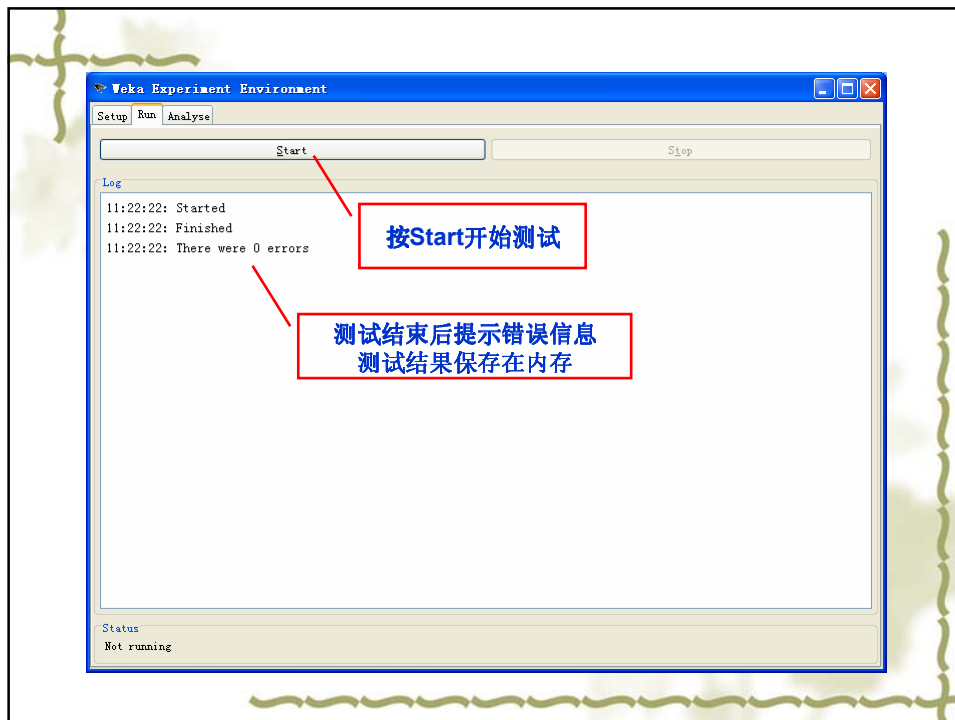 Weka Experiment Environment
Setup Run Analyse
Start Stop
Log
11:22:22: Started
11:22:22: Finished
11:22:22: There were 0 errors
按Start开始测试
测试结束后提示错误信息
测试结果保存在内存
Status
Not running